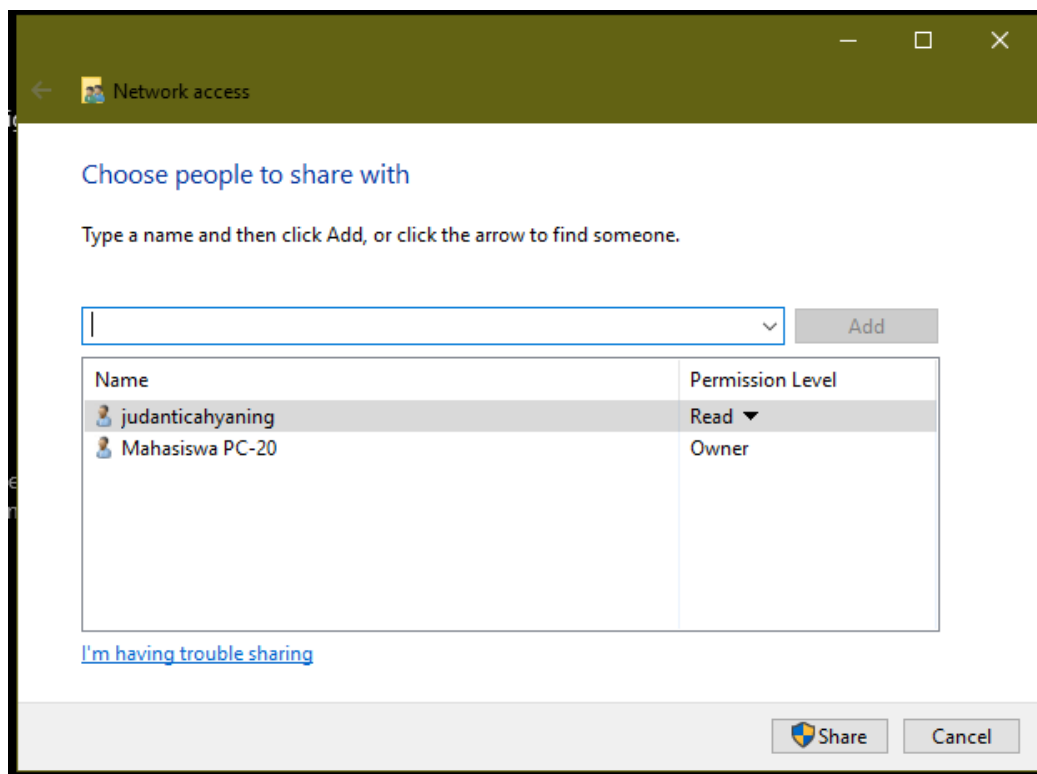 Network access
Choose people to share with
Type a name and then click Add, or click the arrow to find someone.
Add
Name Permission Level
judanticahyaning Read
Mahasiswa PC-20 Owner
I'm having trouble sharing
Share Cancel